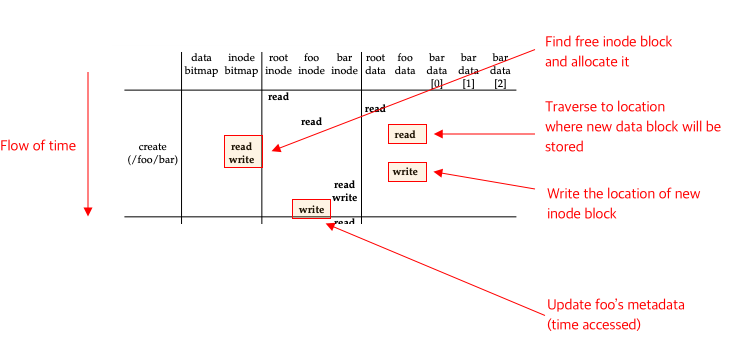 Find free inode block
and allocate it
data inode root foo bar root foo bar bar bar
bitmap bitmap inode inode inode data data data data data
[0] [1] [2]
read
read
Traverse to location
where new data block will be
stored
read
read
Flow of time
create
(/foo/bar)
read
write
write
Write the location of new
inode block
read
write
write
read
Update foo's metadata
(time accessed)